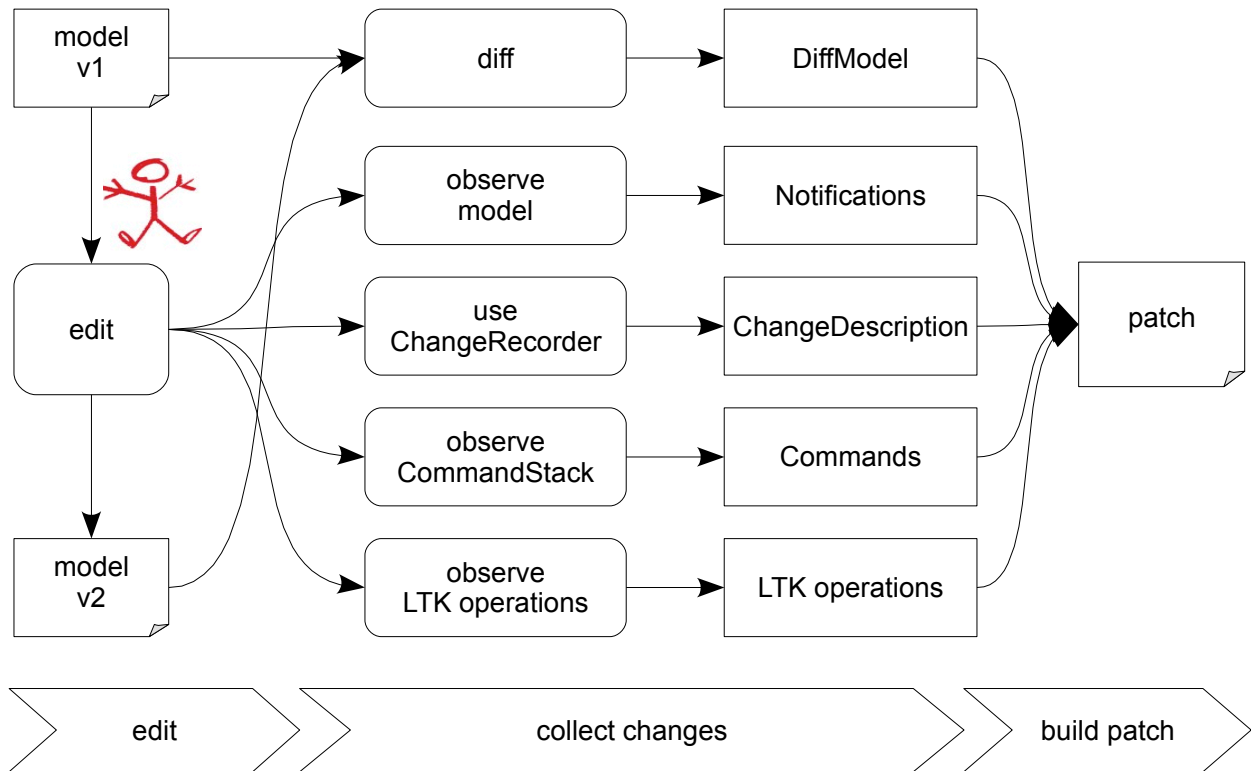 model
v1
diff
DiffModel
observe
model
Notifications
edit
use
ChangeRecorder
ChangeDescription
patch
observe
CommandStack
Commands
model
v2
observe
LTK operations
LTK operations
edit
collect changes
build patch